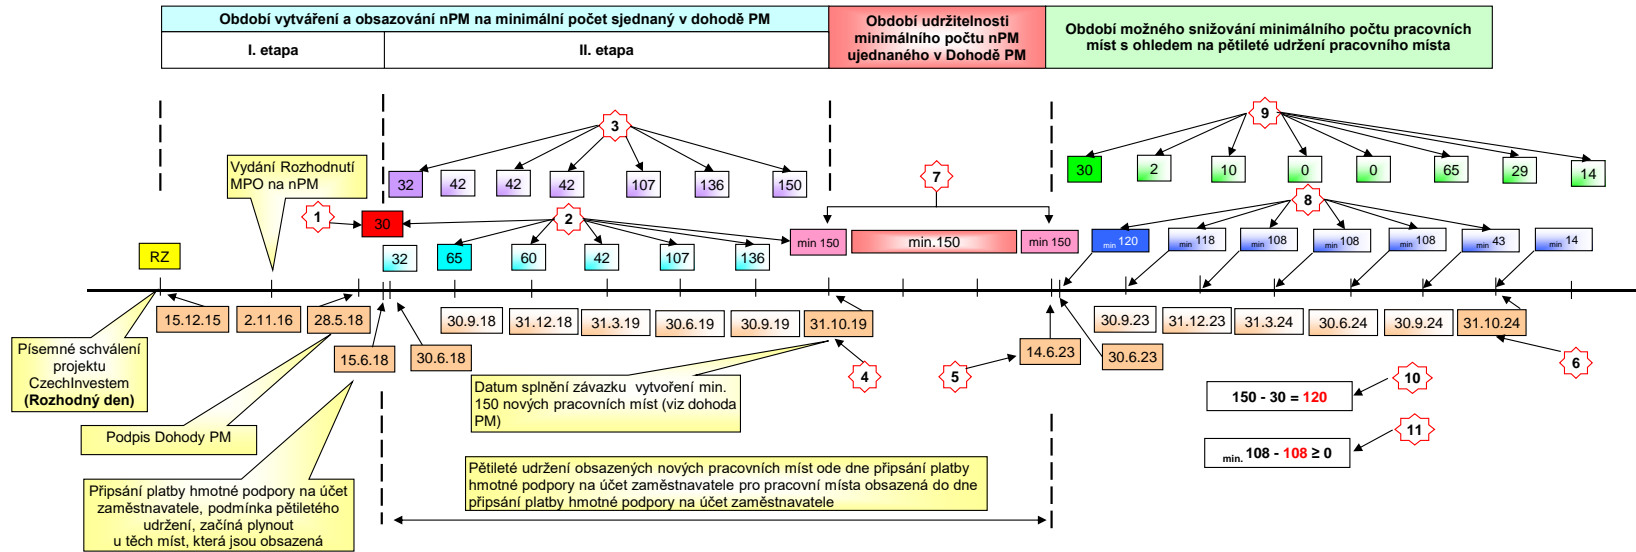 Období vytváření a obsazování nPM na minimální počet sjednaný v dohodě PM
I. etapa
II. etapa
Období udržitelnosti
minimálního počtu nPM
ujednaného v Dohodě PM
Období možného snižování minimálního počtu pracovních
míst s ohledem na pětileté udržení pracovního místa
3
9
32
42
42
42
107
136
150
30
2
10
0
0
65
29
14
Vydání Rozhodnutí
MPO na nPM
7
1
30
2
8
min 150
min.150
min 150
min 120
min 118
min 108
min 108
min 108
min 43
min 14
RZ
32
65
60
42
107
136
15.12.15
2.11.16
28.5.18
30.9.18
31.12.18
31.3.19
30.6.19
30.9.19
31.10.19
30.9.23
31.12.23
31.3.24
30.6.24
30.9.24
31.10.24
15.6.18
30.6.18
14.6.23
30.6.23
Písemné schválení
projektu
CzechInvestem
(Rozhodný den)
4
5
6
Datum splnění závazku vytvoření min.
150 nových pracovních míst (viz dohoda
PM)
10
150 - 30 = 120
11
min. 108 - 108 ≥ 0
Podpis Dohody PM
Pětileté udržení obsazených nových pracovních míst ode dne připsání platby
hmotné podpory na účet zaměstnavatele pro pracovní místa obsazená do dne
připsání platby hmotné podpory na účet zaměstnavatele
Připsání platby hmotné podpory na účet
zaměstnavatele, podmínka pětiletého
udržení, začíná plynout
u těch míst, která jsou obsazená